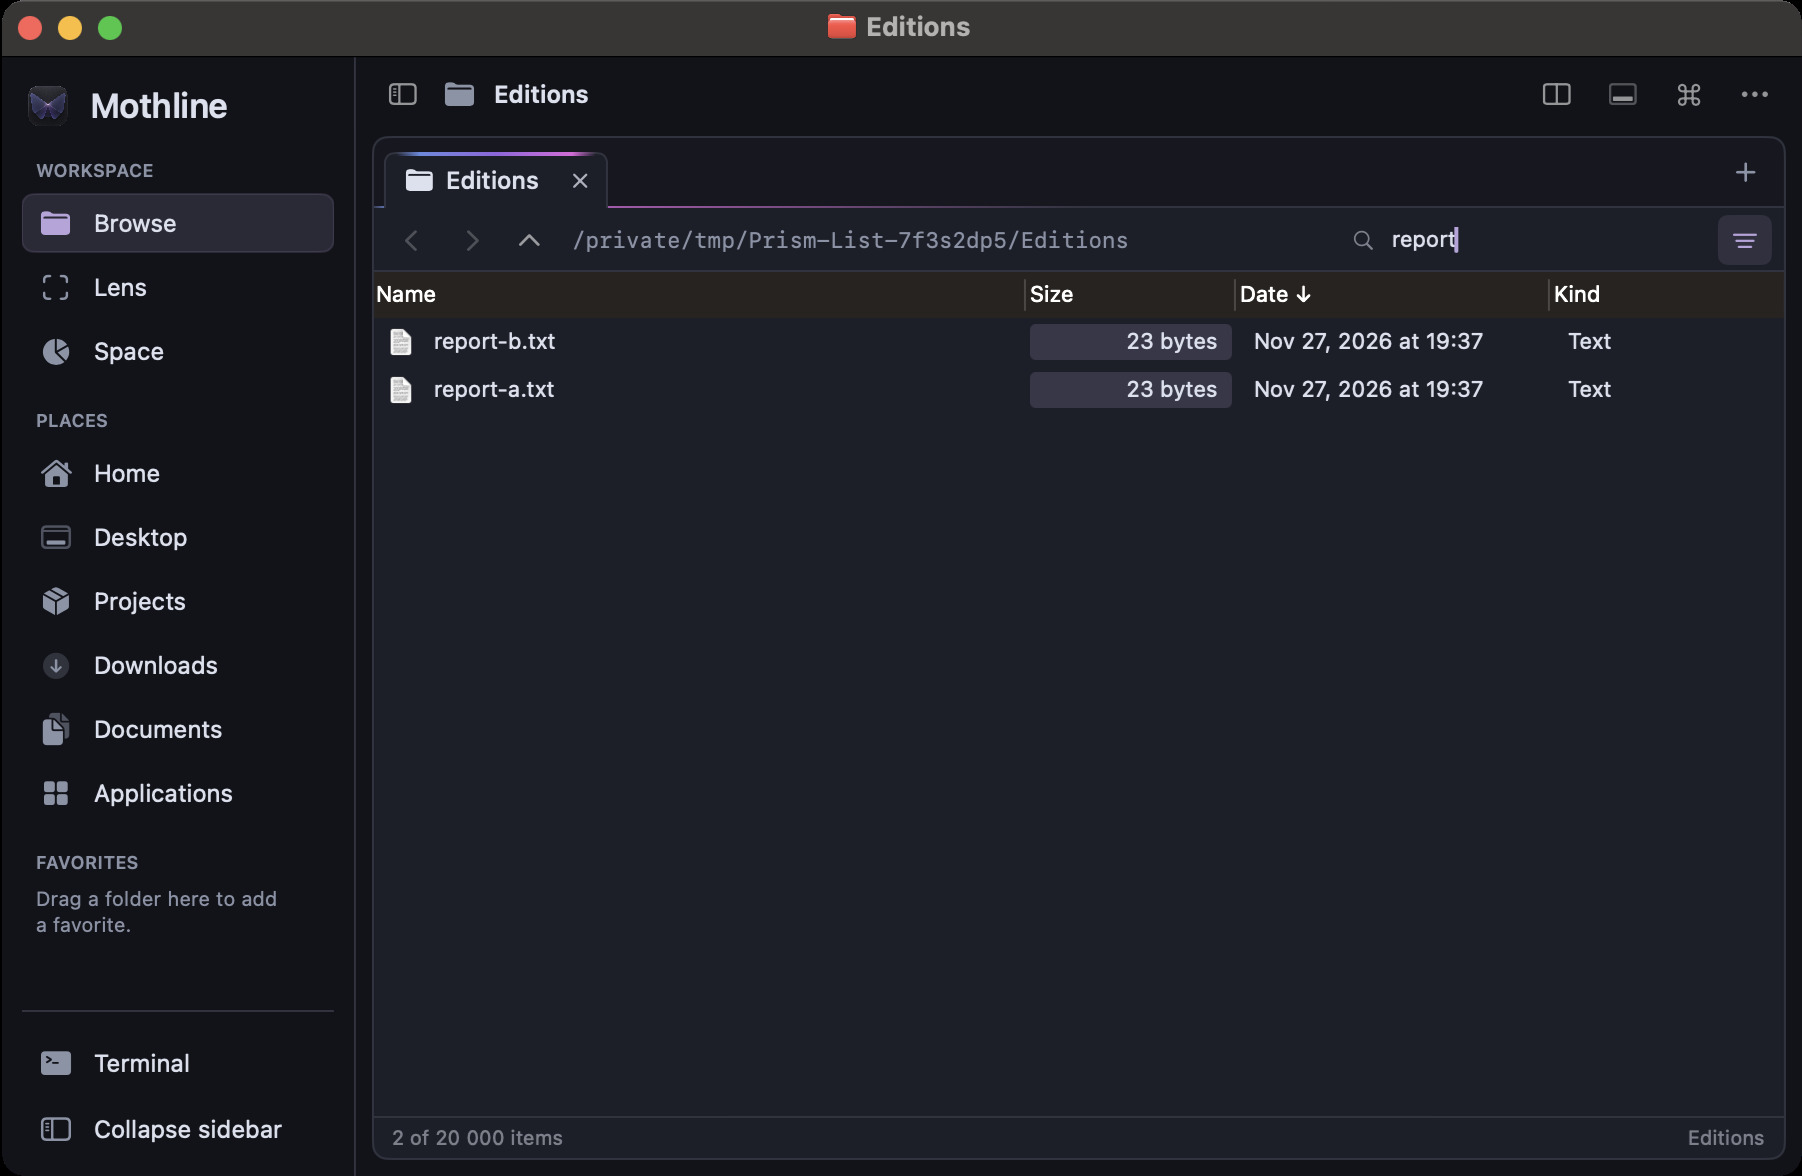 Editions
Mothline
WORKSPACE
Browse
Lens
Space
PLACES
Home
Desktop
Projects
Downloads
Documents
Applications
FAVORITES
Drag a folder here to add
a favorite.
Terminal
Collapse sidebar
Editions
Editions
/private/tmp/Prism-List-7f3s2dp5/Editions
report
Name Size Date ↓ Kind
report-b.txt 23 bytes Nov 27, 2026 at 19:37 Text
report-a.txt 23 bytes Nov 27, 2026 at 19:37 Text
2 of 20 000 items Editions